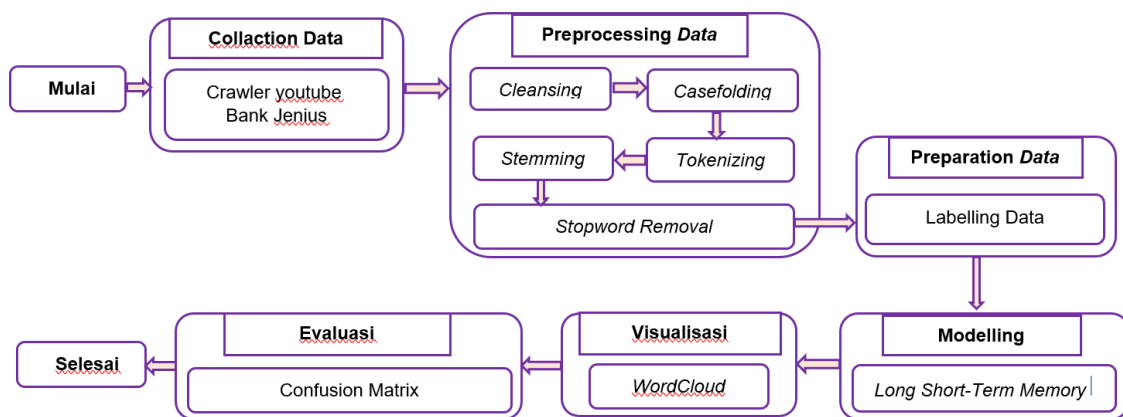 Mulai
Collaction Data
Crawler youtube
Bank Jenius
Preprocessing Data
Cleansing
Casefolding
Tokenizing
Stemming
Stopword Removal
Preparation Data
Labelling Data
Modelling
Long Short-Term Memory
Visualisasi
WordCloud
Evaluasi
Confusion Matrix
Selesai